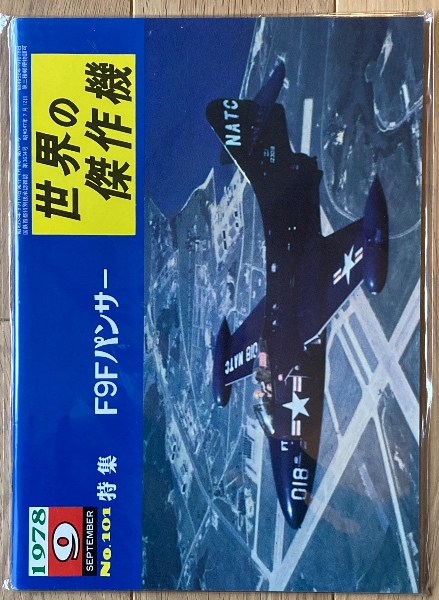 世界の
傑作機
1978
9
SEPTEMBER
No.101 特集 F9Fパンサー
NATC
018 NATC
018